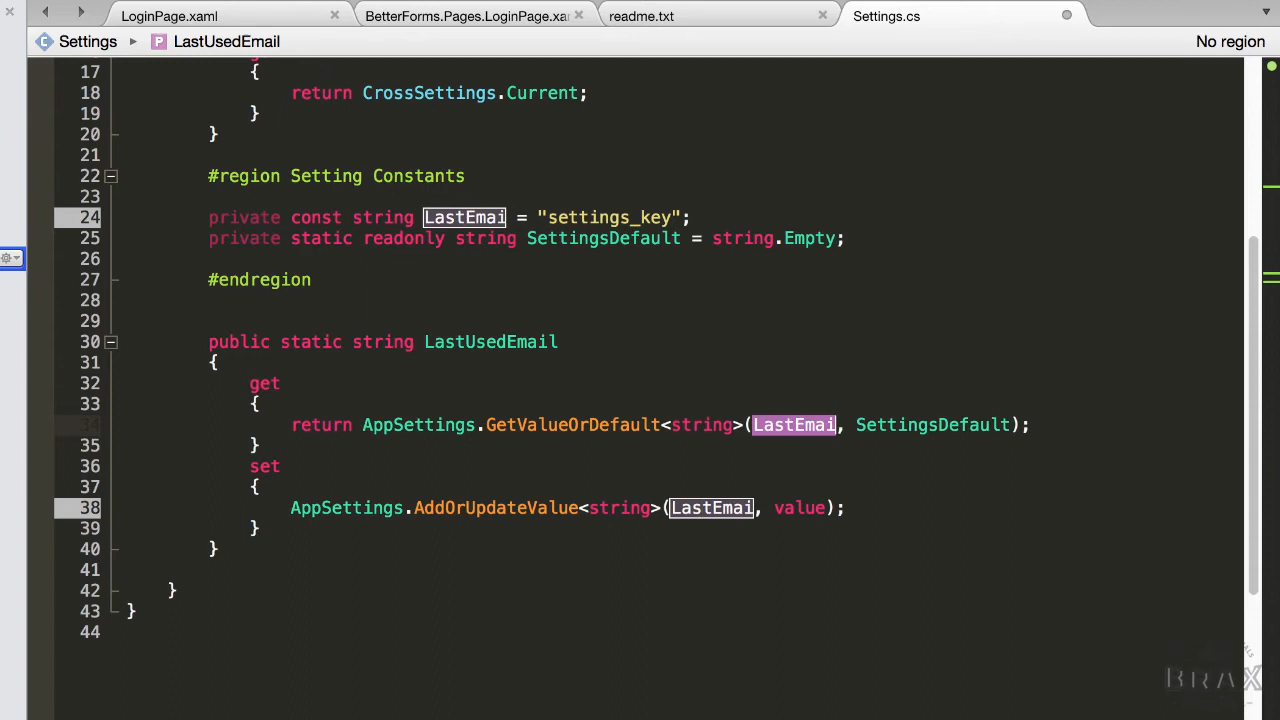 LoginPage.xaml
BetterForms.Pages.LoginPage.xa
readme.txt
Settings.cs
Settings
LastUsedEmail
No region
17 {
18 return CrossSettings.Current;
19 }
20 }
21
22 #region Setting Constants
23
24 private const string LastEmai = "settings_key";
25 private static readonly string SettingsDefault = string.Empty;
26
27 #endregion
28
29
30 public static string LastUsedEmail
31 {
32 get
33 {
34 return AppSettings.GetValueOrDefault<string>(LastEmai, SettingsDefault);
35 }
36 set
37 {
38 AppSettings.AddOrUpdateValue<string>(LastEmai, value);
39 }
40 }
41
42 }
43 }
44
BRAX